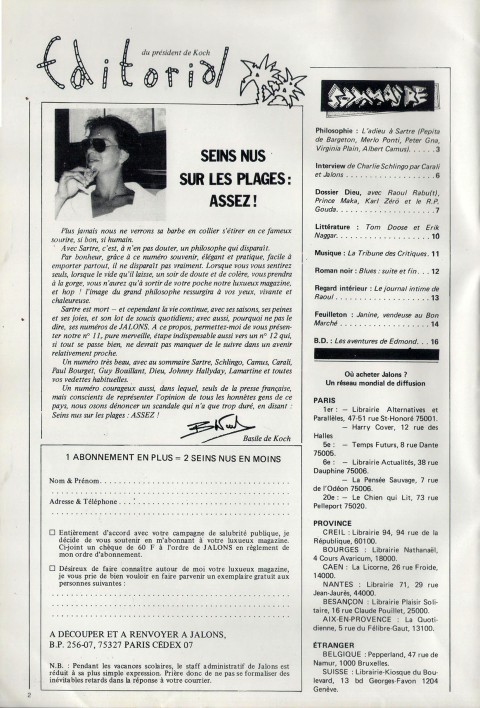 Editorial
du président de Koch
SEINS NUS
SUR LES PLAGES :
ASSEZ !
Plus jamais nous ne verrons sa barbe en collier s'étirer en ce fameux
sourire, si bon, si humain.
Avec Sartre, c'est, à n'en pas douter, un philosophe qui disparaît.
Par bonheur, grâce à ce numéro souvenir, élégant et pratique, facile à
emporter partout, il ne disparaît pas vraiment. Lorsque vous vous sentirez
seuls, lorsque le vide qu'il laisse, un soir de doute et de colère, vous prendra
à la gorge, vous n'aurez qu'à sortir de votre poche notre luxueux magazine,
et hop ! l'image du grand philosophe ressurgira à vos yeux, vivante et
chaleureuse.
Sartre est mort — et cependant la vie continue, avec ses saisons, ses peines
et ses joies, et son lot de soucis quotidiens; avec aussi, pourquoi ne pas le
dire, ses numéros de JALONS. A ce propos, permettez-moi de vous présen-
ter notre n° 11, pure merveille, étape indispensable aussi vers un n° 12 qui,
si tout se passe bien, ne devrait pas manquer de le suivre dans un avenir
relativement proche.
Un numéro très beau, avec au sommaire Sartre, Schlingo, Camus, Carali,
Paul Bourget, Guy Bouillant, Dieu, Johnny Hallyday, Lamartine et toutes
vos vedettes habituelles.
Un numéro courageux aussi, dans lequel, seuls de la presse française,
mais conscients de représenter l'opinion de tous les honnêtes gens de ce
pays, nous osons dénoncer un scandale qui n'a que trop duré, en disant :
Seins nus sur les plages : ASSEZ !
Basile de Koch
1 ABONNEMENT EN PLUS = 2 SEINS NUS EN MOINS
Nom & Prénom
Adresse & Téléphone
☐ Entièrement d'accord avec votre campagne de salubrité publique, je
décide de vous soutenir en m'abonnant à votre luxueux magazine.
Ci-joint un chèque de 60 F à l'ordre de JALONS en règlement de
mon ordre d'abonnement.
☐ Désireux de faire connaître autour de moi votre luxueux magazine,
je vous prie de bien vouloir en faire parvenir un exemplaire gratuit aux
personnes suivantes :
A DÉCOUPER ET A RENVOYER A JALONS,
B.P. 256-07, 75327 PARIS CÉDEX 07
N.B. : Pendant les vacances scolaires, le staff administratif de Jalons est
réduit à sa plus simple expression. Prière donc de ne pas se formaliser des
inévitables retards dans la réponse à votre courrier.
2
SOMMAIRE
Philosophie : L'adieu à Sartre (Pepita
de Bargeton, Merlo Ponti, Peter Gna,
Virginia Plain, Albert Camus). . . . . . 3
Interview de Charlie Schlingo par Carali
et Jalons . . . . . . 6
Dossier Dieu, avec Raoul Rabu(t),
Prince Maka, Karl Zéro et le R.P.
Gouda. . . . . . 7
Littérature : Tom Doose et Erik
Naggar. . . . . . 10
Musique : La Tribune des Critiques. . 11
Roman noir : Blues : suite et fin. . . 12
Regard intérieur : Le journal intime de
Raoul . . . . . . 13
Feuilleton : Janine, vendeuse au Bon
Marché . . . . . . 14
B.D. : Les aventures de Edmond. . . 16
Où acheter Jalons ?
Un réseau mondial de diffusion
PARIS
1er : — Librairie Alternatives et
Parallèles, 47-51 rue St-Honoré 75001.
— Harry Cover, 12 rue des
Halles
5e : — Temps Futurs, 8 rue Dante
75005.
6e : — Librairie Actualités, 38 rue
Dauphine 75006.
— La Pensée Sauvage, 7 rue
de l'Odéon 75006.
20e : — Le Chien qui Lit, 73 rue
Pelleport 75020.
PROVINCE
CREIL : Librairie 94, 94 rue de la
République, 60100.
BOURGES : Librairie Nathanaël,
4 Cours Avaricum, 18000.
CAEN : La Licorne, 26 rue Froide,
14000.
NANTES : Librairie 71, 29 rue
Jean-Jaurès, 44000.
BESANÇON : Librairie Plaisir Soli-
taire, 16 rue Claude Pouillet, 25000.
AIX-EN-PROVENCE : La Quoti-
dienne, 5 rue du Félibre-Gaut, 13100.
ÉTRANGER
BELGIQUE : Pepperland, 47 rue de
Namur, 1000 Bruxelles.
SUISSE : Librairie-Kiosque du Bou-
levard, 13 bd Georges-Favon 1204
Genève.